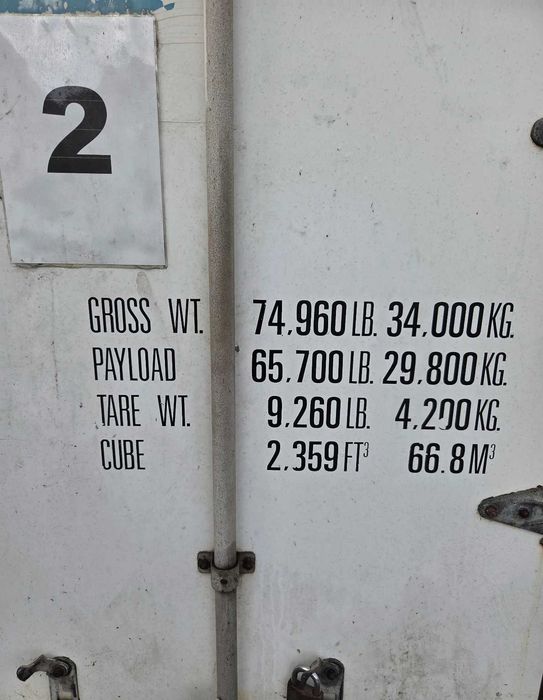 2
GROSS WT. 74,960 LB. 34,000 KG.
PAYLOAD 65,700 LB. 29,800 KG.
TARE WT. 9,260 LB. 4,200 KG.
CUBE 2,359 FT³ 66.8 M³